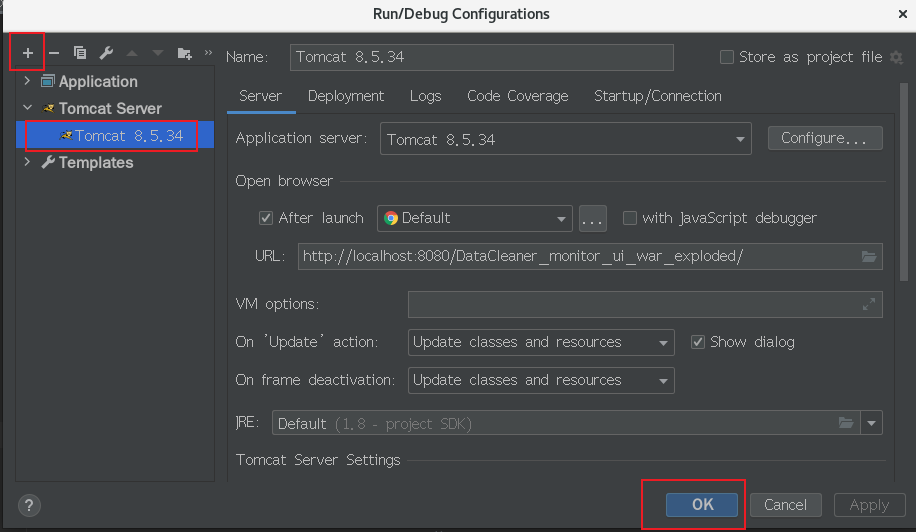 Run/Debug Configurations
Name: Tomcat 8.5.34 Store as project file
Application
Tomcat Server
Tomcat 8.5.34
Templates
Server Deployment Logs Code Coverage Startup/Connection
Application server: Tomcat 8.5.34 Configure...
Open browser
After launch Default ... with JavaScript debugger
URL: http://localhost:8080/DataCleaner_monitor_ui_war_exploded/
VM options:
On 'Update' action: Update classes and resources Show dialog
On frame deactivation: Update classes and resources
JRE: Default (1.8 - project SDK)
Tomcat Server Settings
? OK Cancel Apply